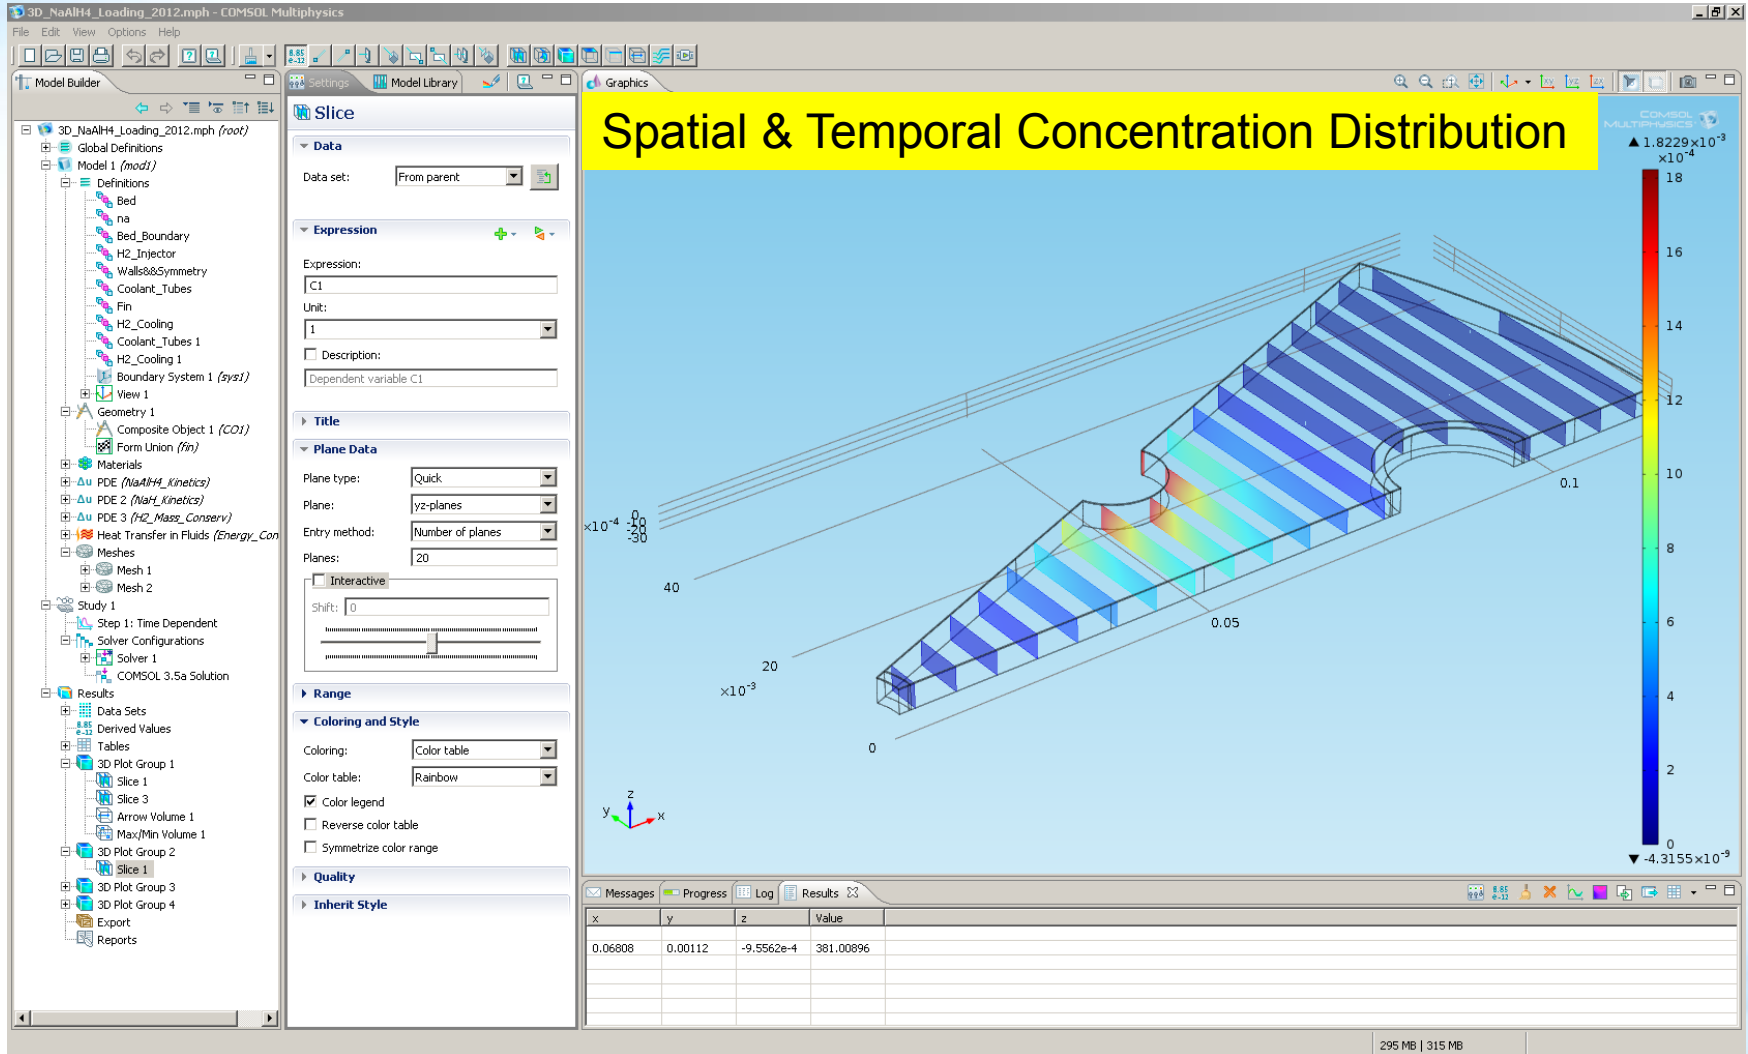 3D_NaAlH4_Loading_2012.mph - COMSOL Multiphysics
File Edit View Options Help
Model Builder
3D_NaAlH4_Loading_2012.mph (root)
Global Definitions
Model 1 (mod1)
Definitions
Bed
na
Bed_Boundary
H2_Injector
Walls&&Symmetry
Coolant_Tubes
Fin
H2_Cooling
Coolant_Tubes 1
H2_Cooling 1
Boundary System 1 (sys1)
View 1
Geometry 1
Composite Object 1 (CO1)
Form Union (fin)
Materials
PDE (NaAlH4_Kinetics)
PDE 2 (NaH_Kinetics)
PDE 3 (H2_Mass_Conserv)
Heat Transfer in Fluids (Energy_Con
Meshes
Mesh 1
Mesh 2
Study 1
Step 1: Time Dependent
Solver Configurations
Solver 1
COMSOL 3.5a Solution
Results
Data Sets
Derived Values
Tables
3D Plot Group 1
Slice 1
Slice 3
Arrow Volume 1
Max/Min Volume 1
3D Plot Group 2
Slice 1
3D Plot Group 3
3D Plot Group 4
Export
Reports
Settings Model Library
Slice
Data
Data set: From parent
Expression
Expression:
C1
Unit:
1
Description:
Dependent variable C1
Title
Plane Data
Plane type: Quick
Plane: yz-planes
Entry method: Number of planes
Planes: 20
Interactive
Shift: 0
Range
Coloring and Style
Coloring: Color table
Color table: Rainbow
Color legend
Reverse color table
Symmetrize color range
Quality
Inherit Style
Graphics
Spatial & Temporal Concentration Distribution
COMSOL
MULTIPHYSICS
▲ 1.8229×10⁻³
×10⁻⁴
18
16
14
12
10
8
6
4
2
0
▼ -4.3155×10⁻⁹
0.1
0.05
0
×10⁻⁴
0
-10
-20
-30
40
20
×10⁻³
z
y
x
Messages Progress Log Results
x y z Value
0.06808 0.00112 -9.5562e-4 381.00896
295 MB | 315 MB